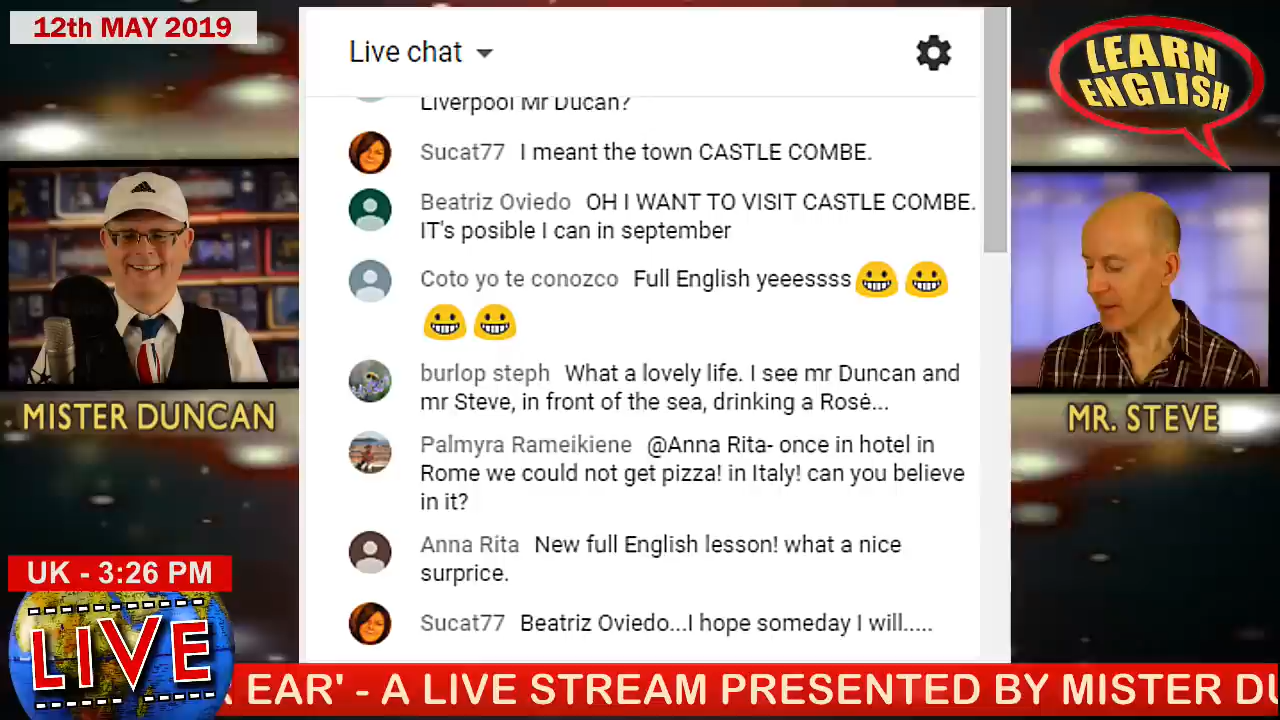 12th MAY 2019
Live chat
LEARN
ENGLISH
Liverpool Mr Ducan?
Sucat77 I meant the town CASTLE COMBE.
Beatriz Oviedo OH I WANT TO VISIT CASTLE COMBE.
IT's posible I can in september
Coto yo te conozco Full English yeeessss😀😀
😀😀
burlop steph What a lovely life. I see mr Duncan and
mr Steve, in front of the sea, drinking a Rosé...
Palmyra Rameikiene @Anna Rita- once in hotel in
Rome we could not get pizza! in Italy! can you believe
in it?
Anna Rita New full English lesson! what a nice
surprice.
Sucat77 Beatriz Oviedo...I hope someday I will.....
MISTER DUNCAN
MR. STEVE
UK - 3:26 PM
LIVE
EAR' - A LIVE STREAM PRESENTED BY MISTER DU